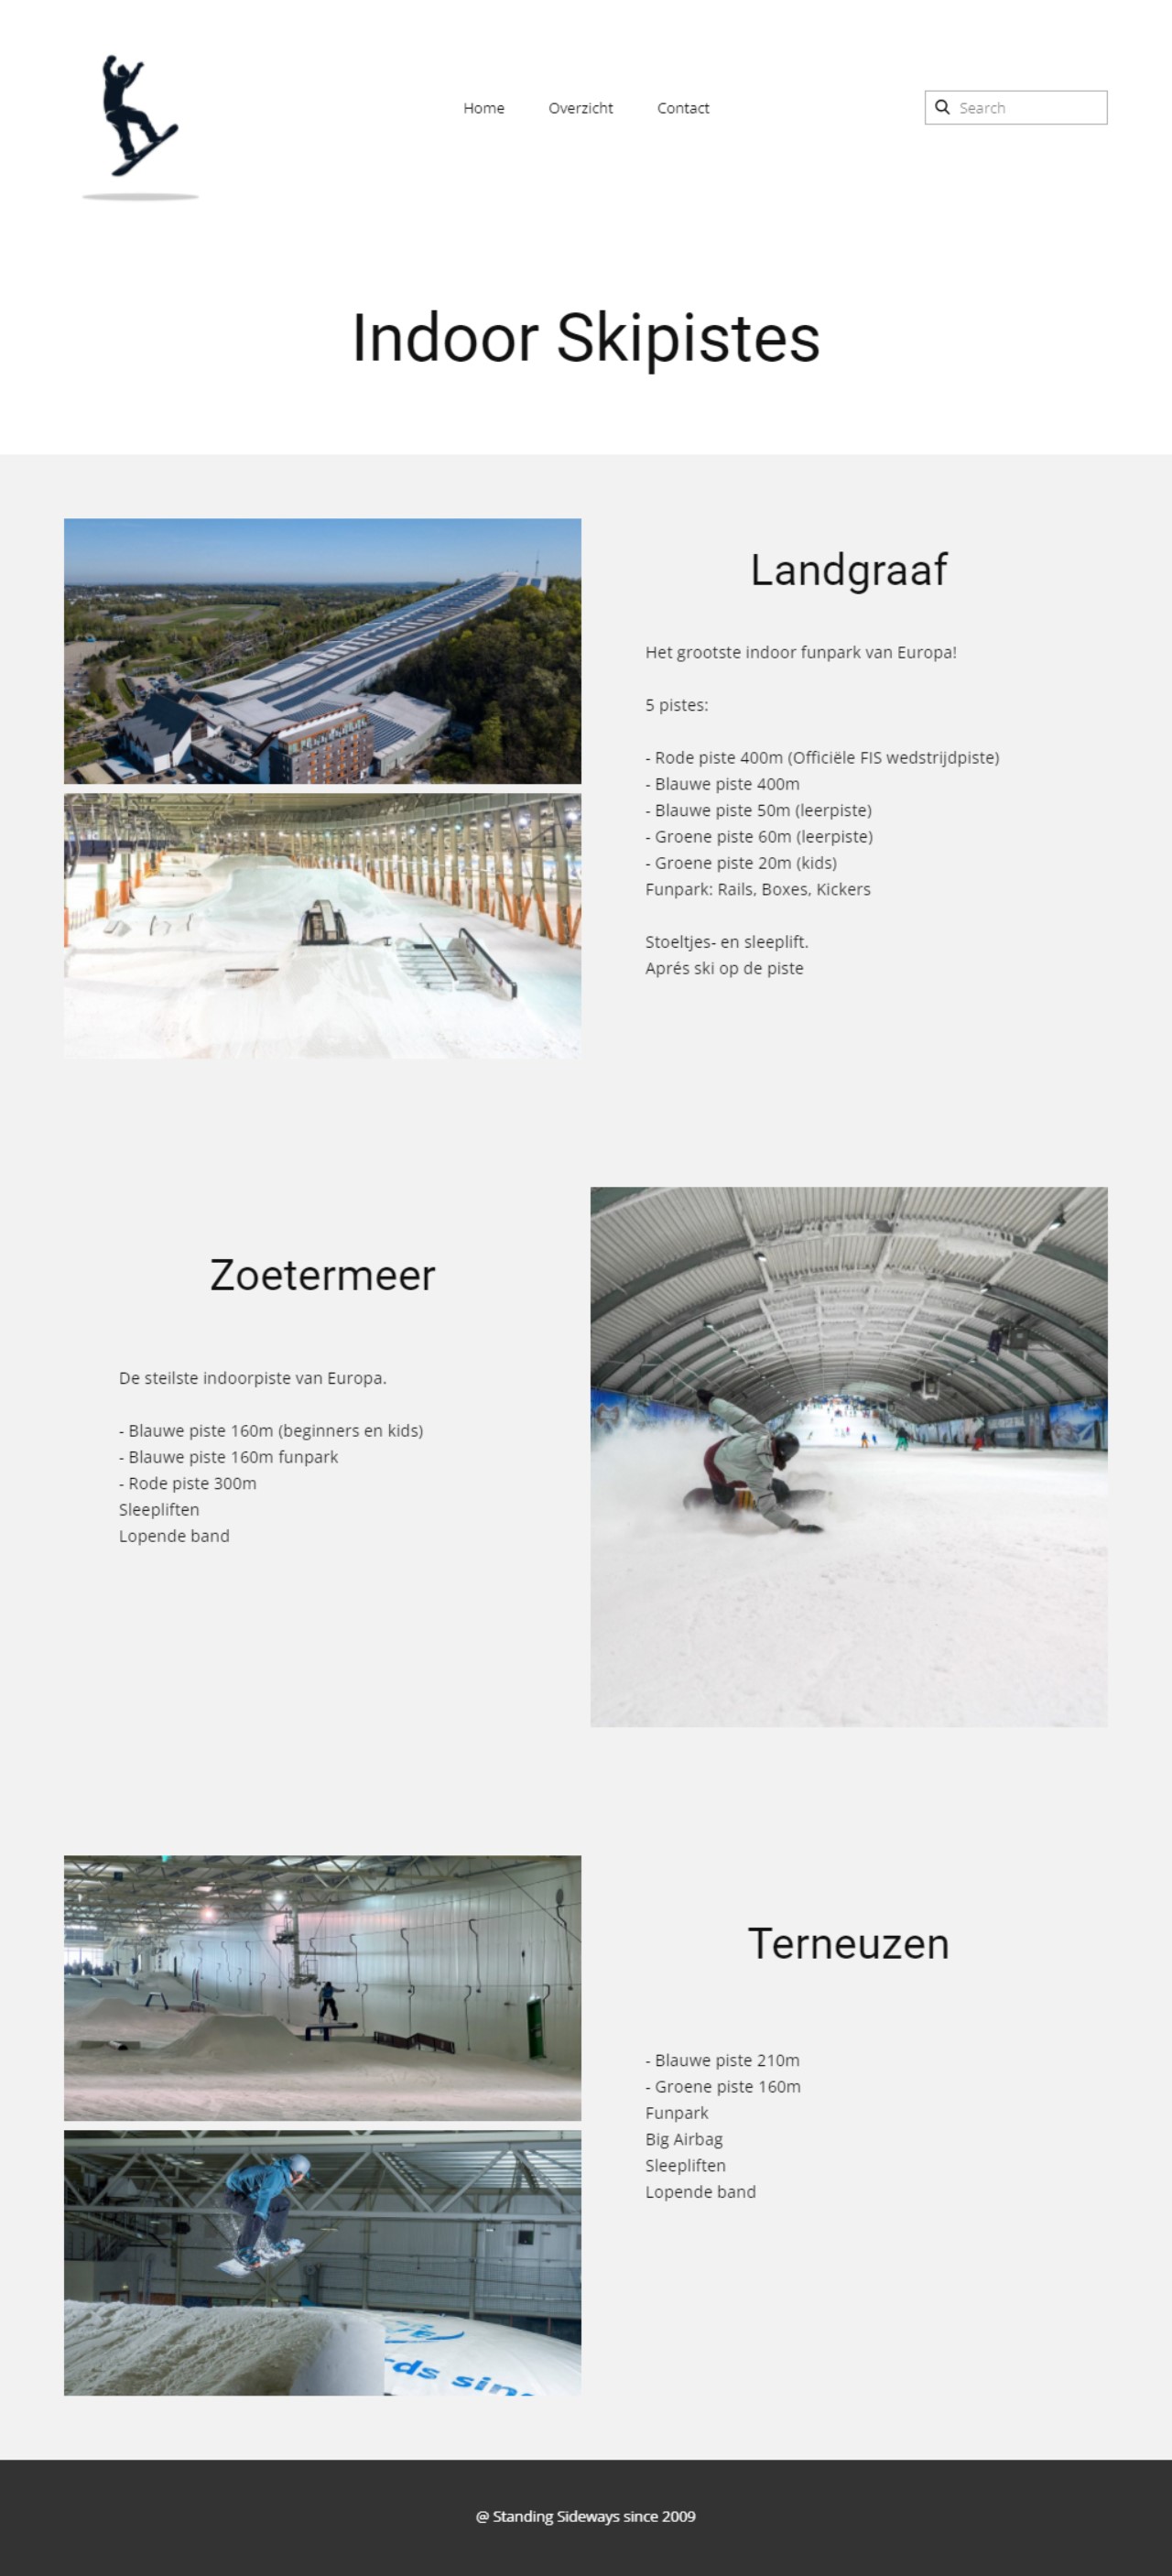 Home
Overzicht
Contact
Search
Indoor Skipistes
Landgraaf
Het grootste indoor funpark van Europa!
5 pistes:
- Rode piste 400m (Officiële FIS wedstrijdpiste)
- Blauwe piste 400m
- Blauwe piste 50m (leerpiste)
- Groene piste 60m (leerpiste)
- Groene piste 20m (kids)
Funpark: Rails, Boxes, Kickers
Stoeltjes- en sleeplift.
Aprés ski op de piste
Zoetermeer
De steilste indoorpiste van Europa.
- Blauwe piste 160m (beginners en kids)
- Blauwe piste 160m funpark
- Rode piste 300m
Sleepliften
Lopende band
Terneuzen
- Blauwe piste 210m
- Groene piste 160m
Funpark
Big Airbag
Sleepliften
Lopende band
@ Standing Sideways since 2009